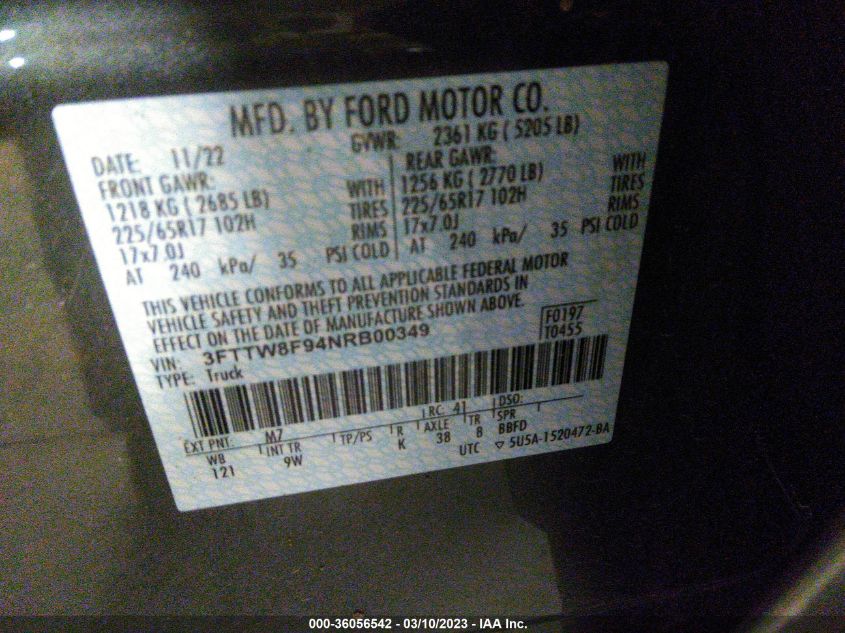 MFD. BY FORD MOTOR CO.
DATE: 11/22 GVWR: 2361 KG ( 5205 LB)
FRONT GAWR: REAR GAWR:
1218 KG ( 2685 LB) WITH 1256 KG ( 2770 LB) WITH
225/65R17 102H TIRES 225/65R17 102H TIRES
17x7.0J RIMS 17x7.0J RIMS
AT 240 kPa/ 35 PSI COLD AT 240 kPa/ 35 PSI COLD
THIS VEHICLE CONFORMS TO ALL APPLICABLE FEDERAL MOTOR
VEHICLE SAFETY AND THEFT PREVENTION STANDARDS IN
EFFECT ON THE DATE OF MANUFACTURE SHOWN ABOVE.
VIN: 3FTTW8F94NRB00349 F0197
TYPE: Truck T0455
EXT PNT: M7 RC: 41 DSO:
WB INT TR TP/PS R AXLE TR SPR
121 9W K 38 8 BBFD
UTC ▽ 5U5A-1520472-BA
000-36056542 — 03/10/2023 — IAA Inc.